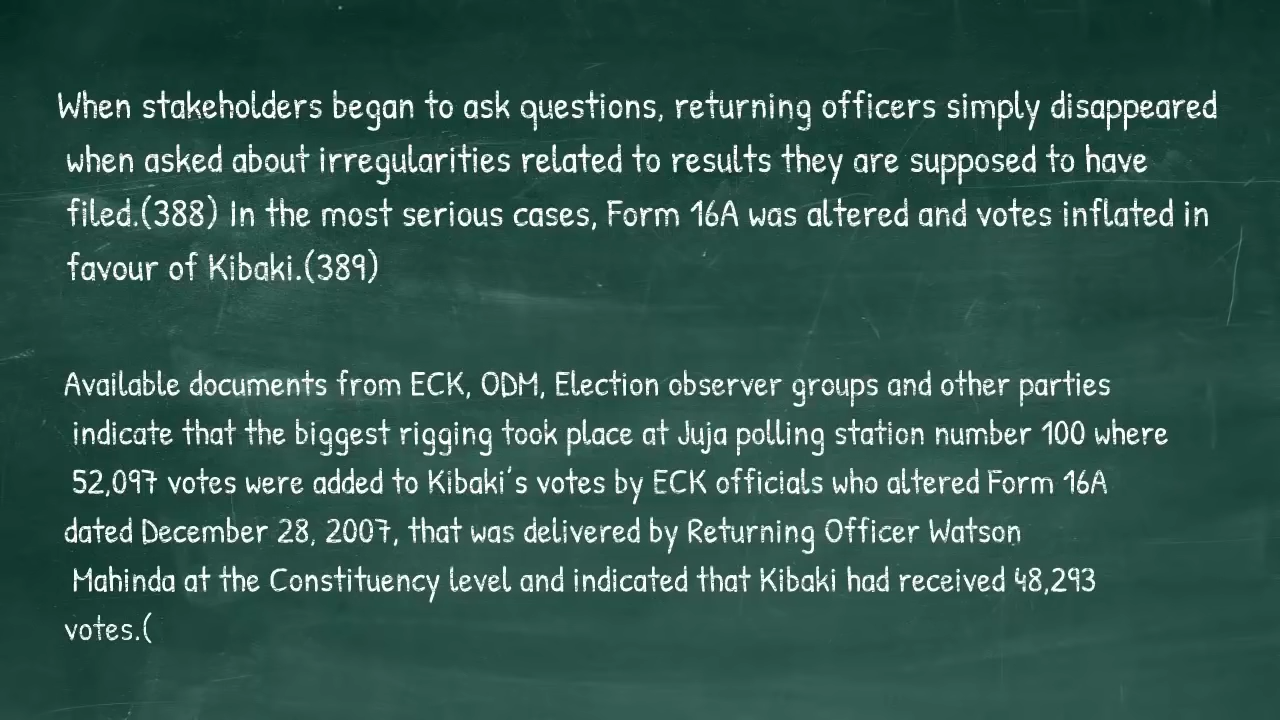 When stakeholders began to ask questions, returning officers simply disappeared
when asked about irregularities related to results they are supposed to have
filed.(388) In the most serious cases, Form 16A was altered and votes inflated in
favour of Kibaki.(389)
Available documents from ECK, ODM, Election observer groups and other parties
indicate that the biggest rigging took place at Juja polling station number 100 where
52,097 votes were added to Kibaki's votes by ECK officials who altered Form 16A
dated December 28, 2007, that was delivered by Returning Officer Watson
Mahinda at the Constituency level and indicated that Kibaki had received 48,293
votes.(